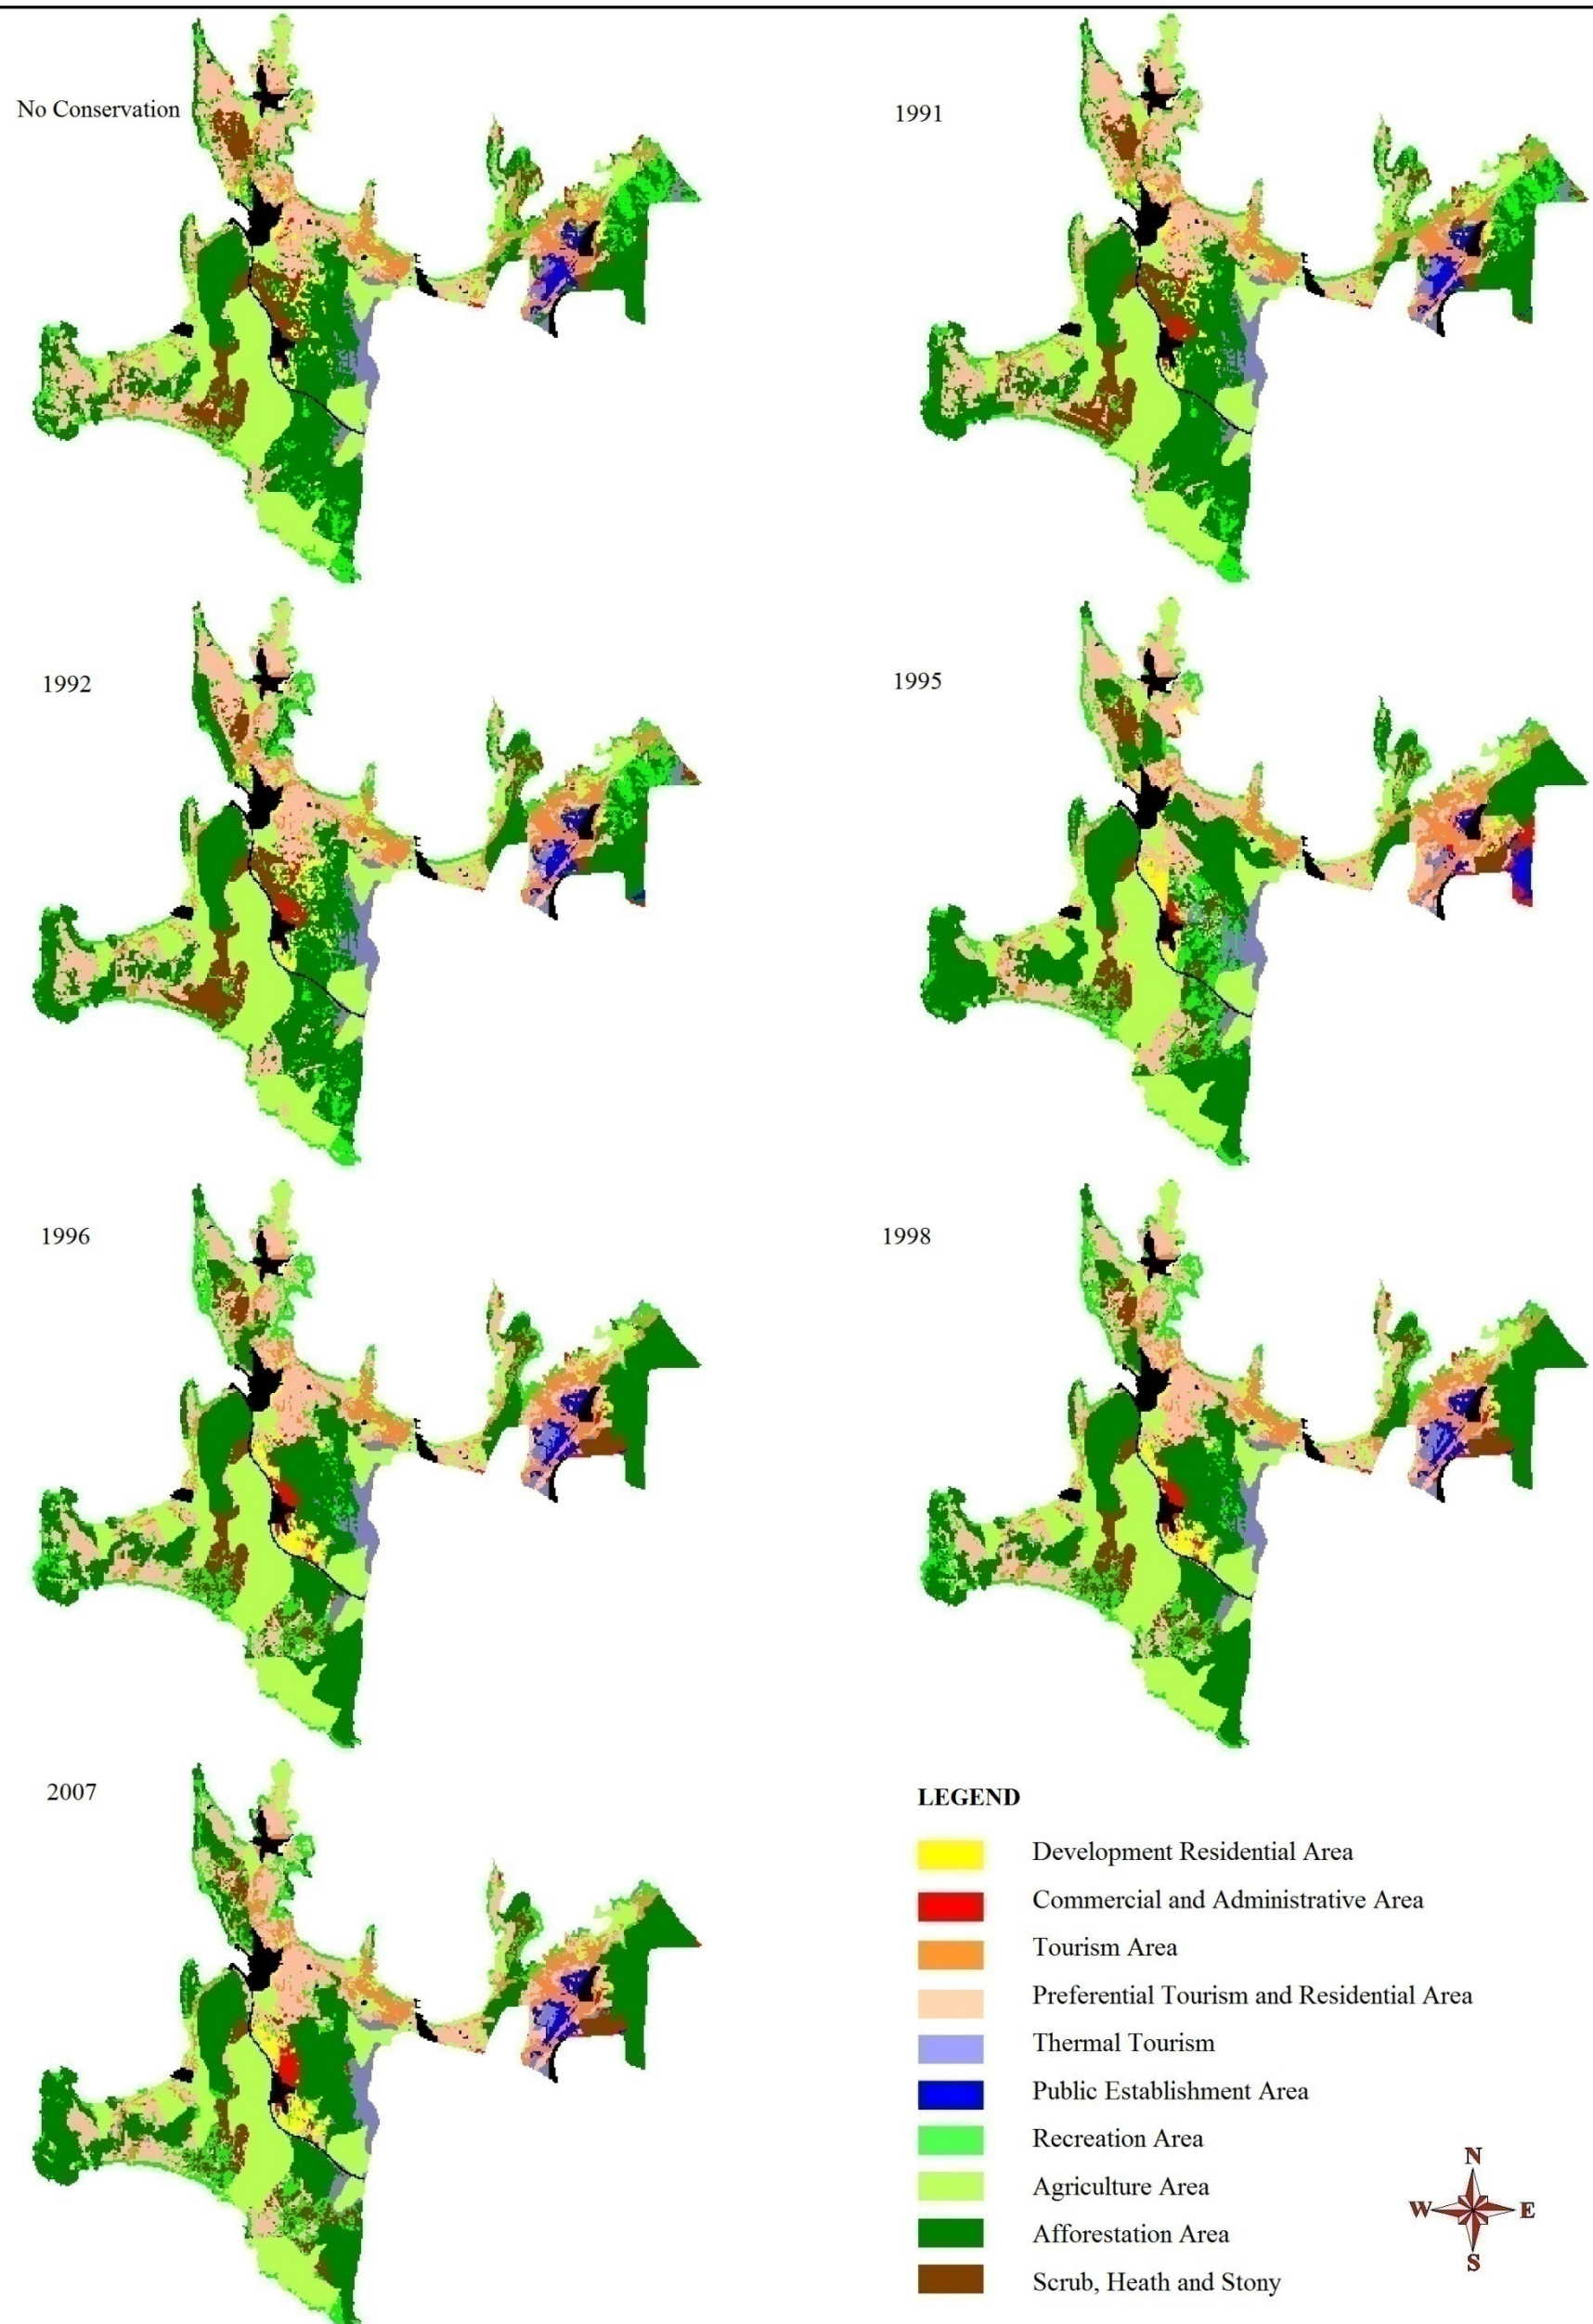 No Conservation
1991
1992
1995
1996
1998
2007
LEGEND
Development Residential Area
Commercial and Administrative Area
Tourism Area
Preferential Tourism and Residential Area
Thermal Tourism
Public Establishment Area
Recreation Area
Agriculture Area
Afforestation Area
Scrub, Heath and Stony
N
W E
S